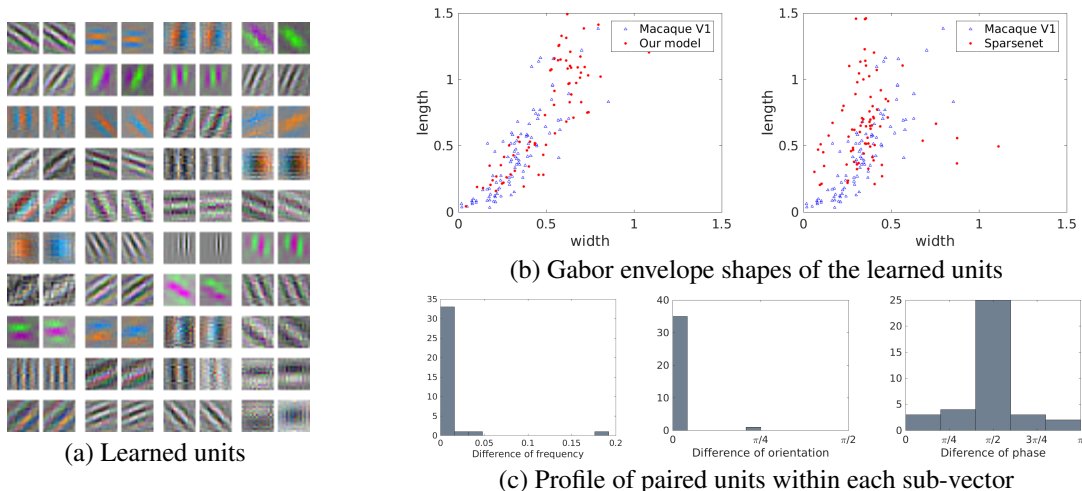 (a) Learned units
1.5
1
0.5
0
0
0.5
1
1.5
length
width
Macaque V1
Our model
1.5
1
0.5
0
0
0.5
1
1.5
length
width
Macaque V1
Sparsenet
(b) Gabor envelope shapes of the learned units
35
30
25
20
15
10
5
0
0
0.05
0.1
0.15
0.2
Difference of frequency
40
30
20
10
0
0
π/4
π/2
Difference of orientation
25
20
15
10
5
0
0
π/4
π/2
3π/4
π
Diference of phase
(c) Profile of paired units within each sub-vector